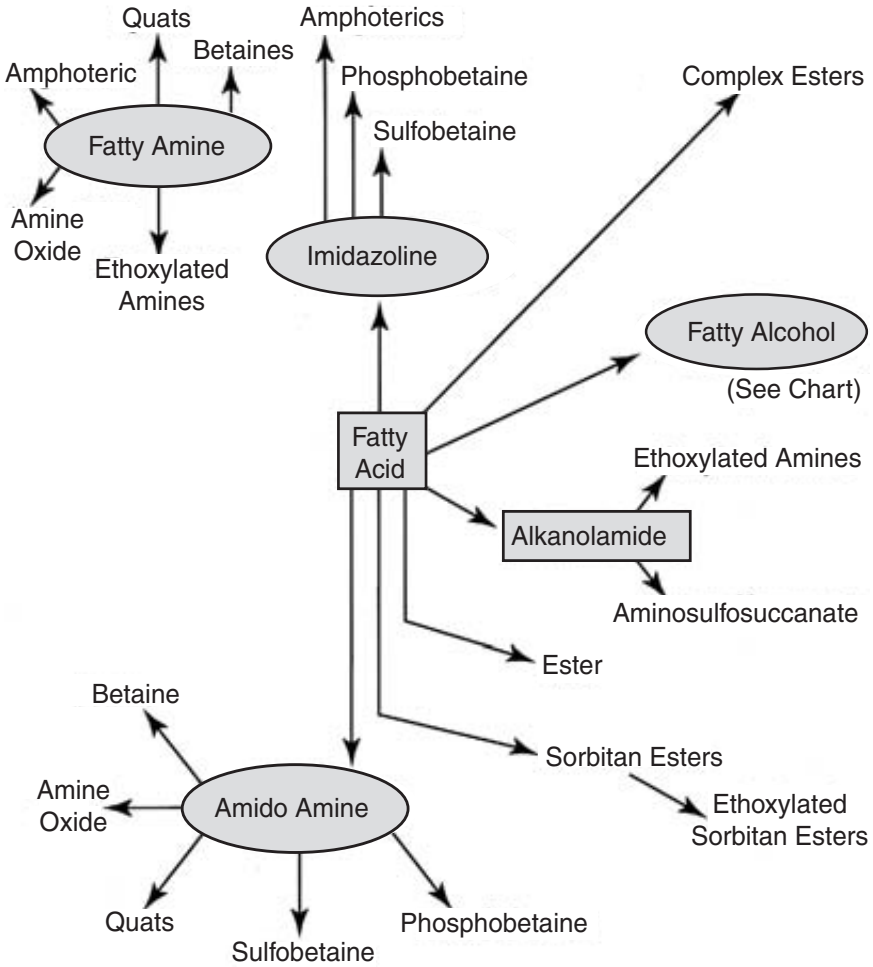 Quats
Amphoterics
Betaines
Amphoteric
Phosphobetaine
Complex Esters
Sulfobetaine
Fatty Amine
Amine
Oxide
Ethoxylated
Amines
Imidazoline
Fatty Alcohol
(See Chart)
Fatty
Acid
Ethoxylated Amines
Alkanolamide
Aminosulfosuccanate
Ester
Betaine
Sorbitan Esters
Amine
Oxide
Amido Amine
Ethoxylated
Sorbitan Esters
Quats
Sulfobetaine
Phosphobetaine